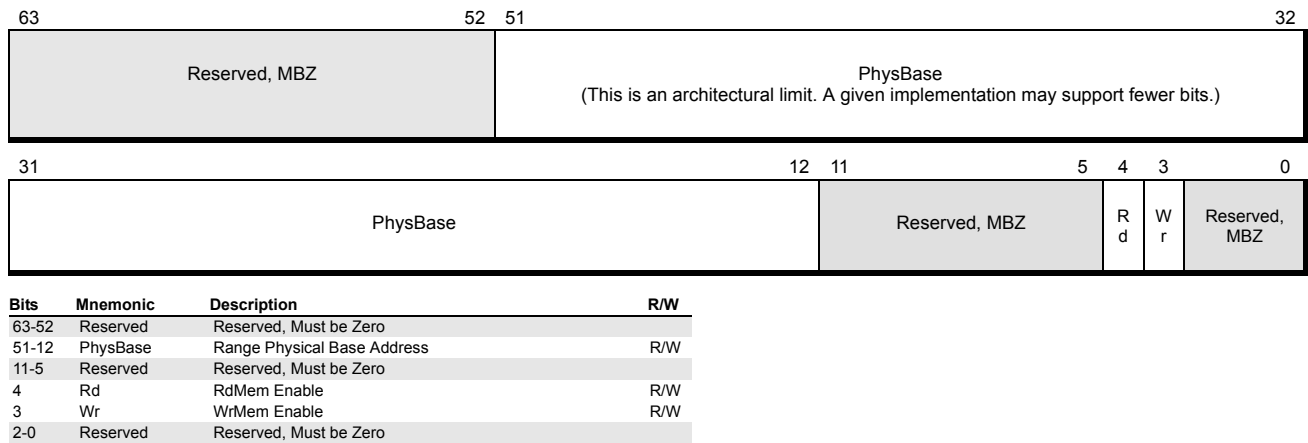 63 52 51 32
Reserved, MBZ
PhysBase
(This is an architectural limit. A given implementation may support fewer bits.)
31 12 11 5 4 3 0
PhysBase
Reserved, MBZ
R
d
W
r
Reserved,
MBZ
Bits Mnemonic Description R/W
63-52 Reserved Reserved, Must be Zero
51-12 PhysBase Range Physical Base Address R/W
11-5 Reserved Reserved, Must be Zero
4 Rd RdMem Enable R/W
3 Wr WrMem Enable R/W
2-0 Reserved Reserved, Must be Zero